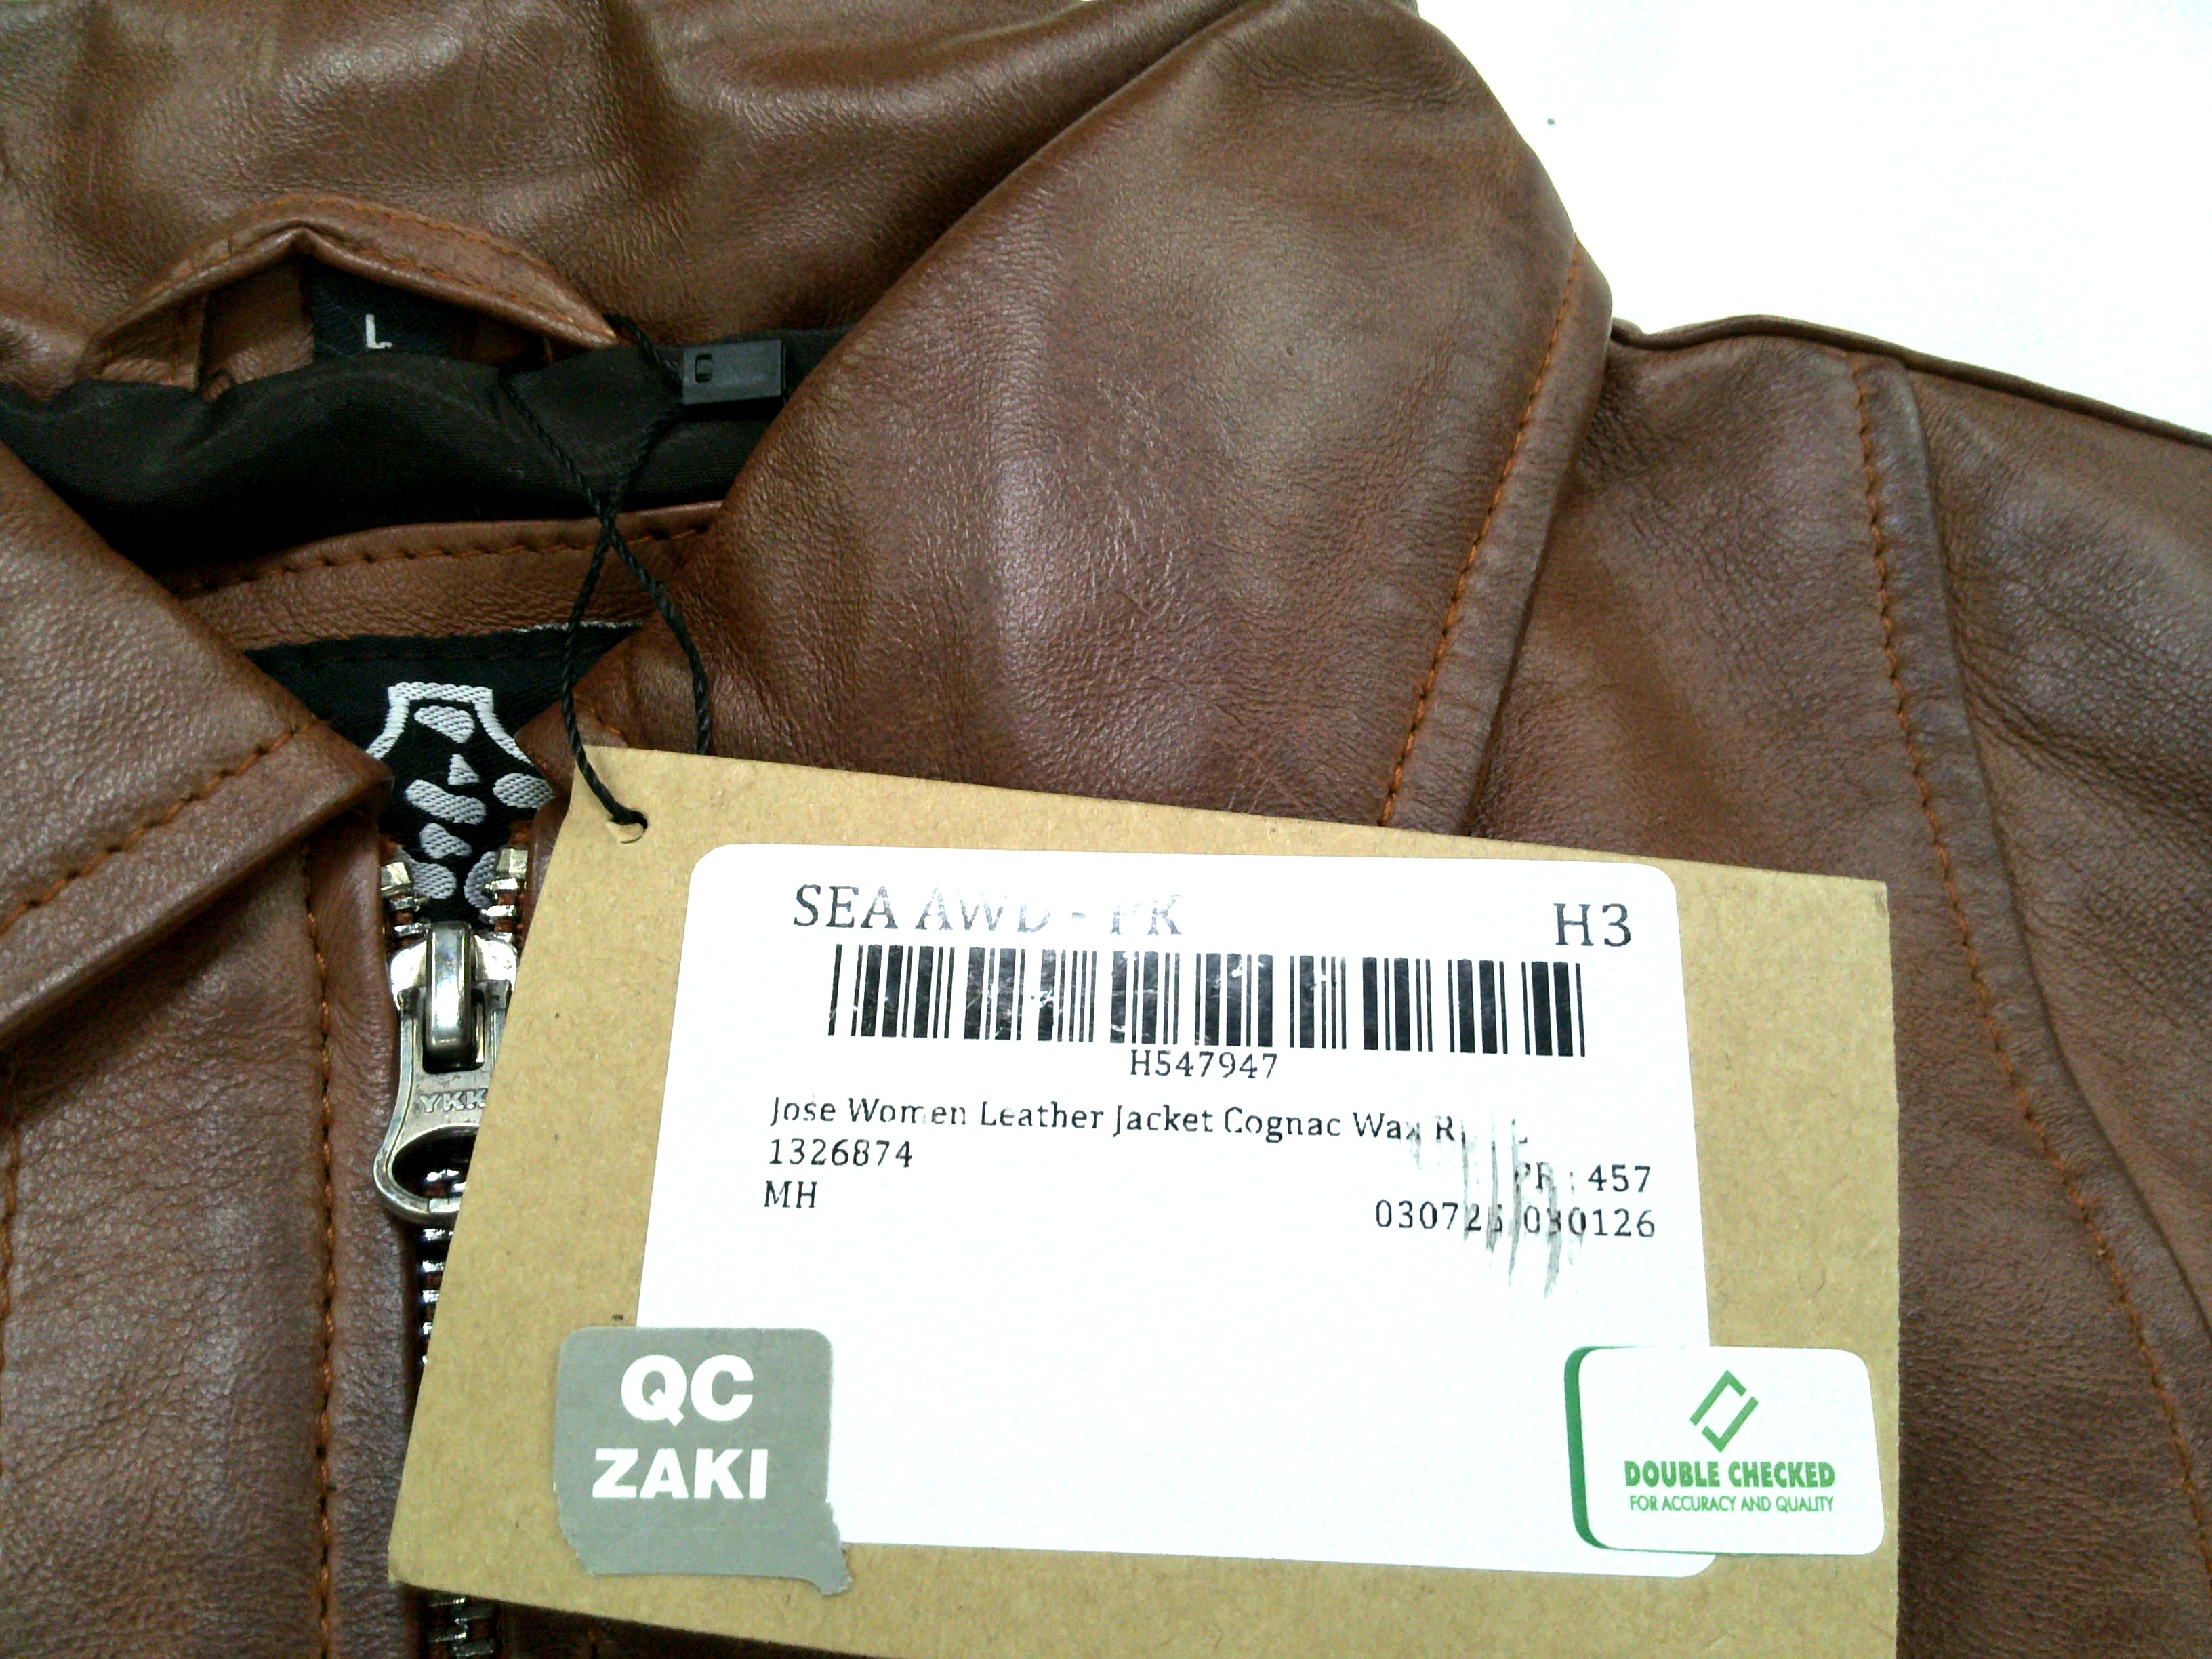 L
YKK
SEA AWD - PK
H3
H547947
Jose Women Leather Jacket Cognac Wax
1326874
PR : 457
MH
030126
QC
ZAKI
DOUBLE CHECKED
FOR ACCURACY AND QUALITY